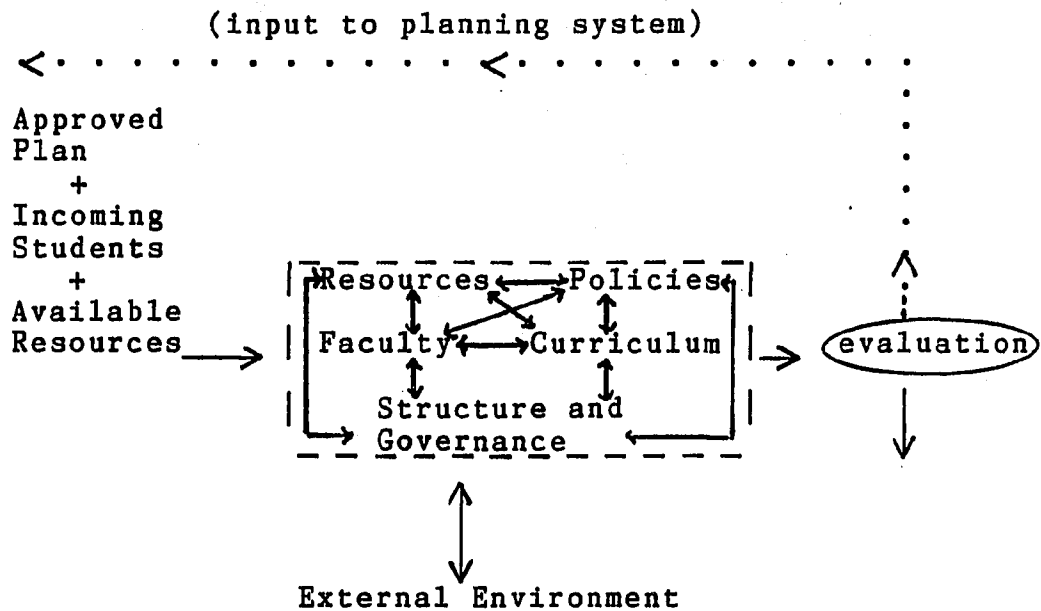 (input to planning system)
Approved
Plan
+
Incoming
Students
+
Available
Resources
Resources Policies
Faculty Curriculum
Structure and
Governance
evaluation
External Environment